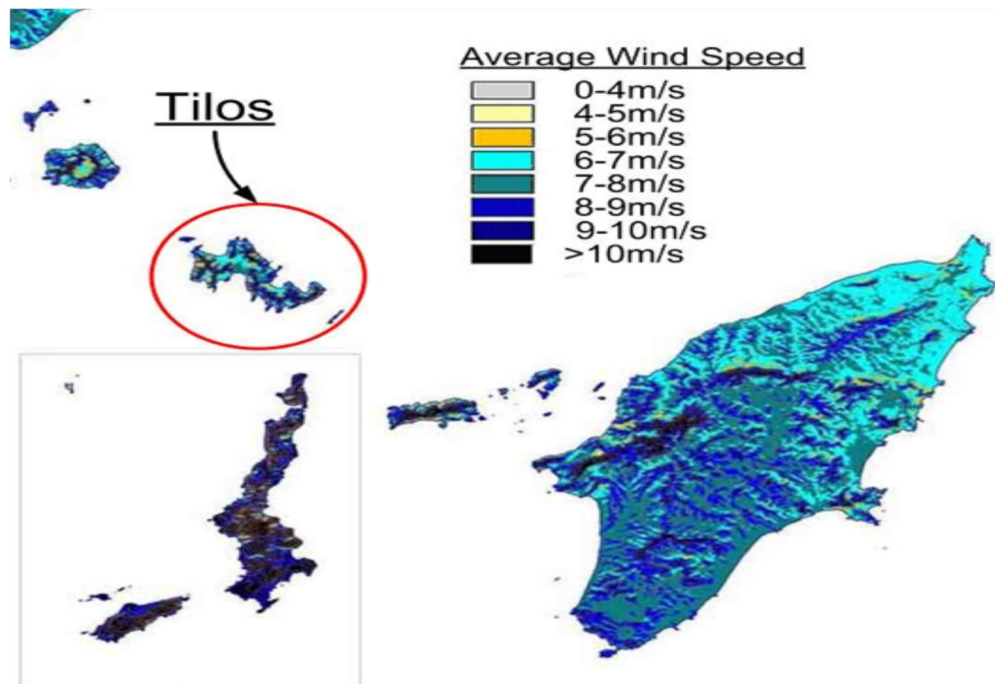 Average Wind Speed
0-4m/s
4-5m/s
5-6m/s
6-7m/s
7-8m/s
8-9m/s
9-10m/s
>10m/s
Tilos